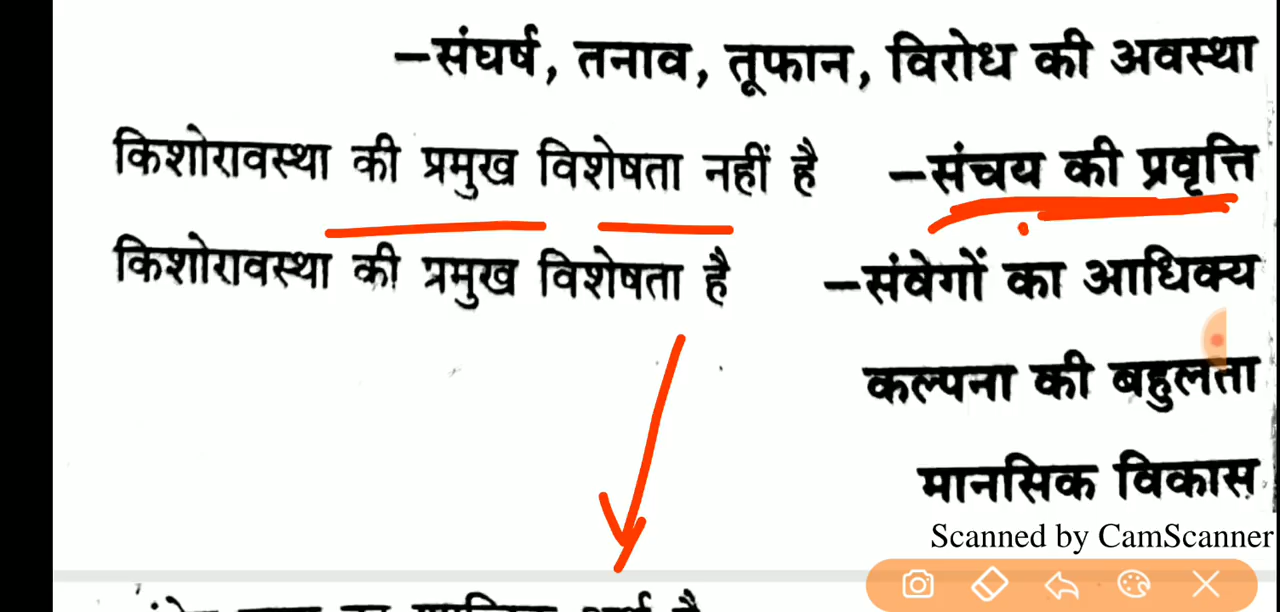 –संघर्ष, तनाव, तूफान, विरोध की अवस्था
किशोरावस्था की प्रमुख विशेषता नहीं है –संचय की प्रवृत्ति
किशोरावस्था की प्रमुख विशेषता है –संवेगों का आधिक्य
कल्पना की बहुलता
मानसिक विकास
Scanned by CamScanner